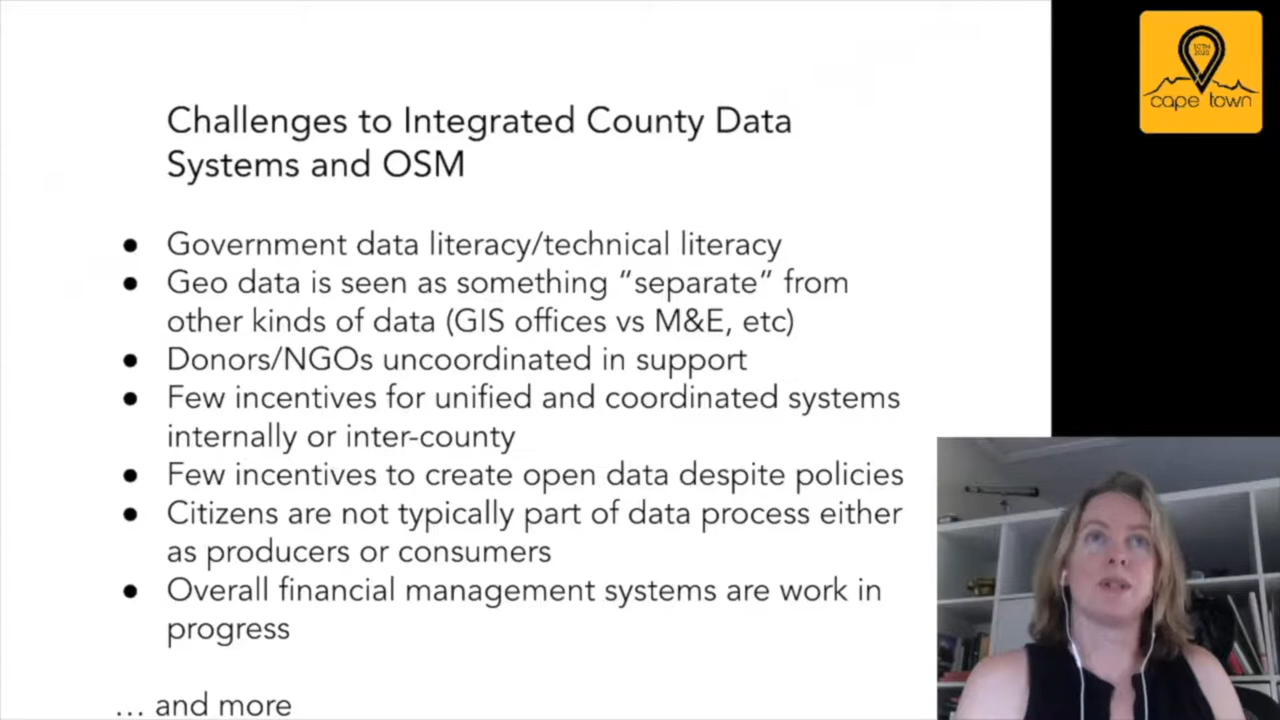 Challenges to Integrated County Data
Systems and OSM
● Government data literacy/technical literacy
● Geo data is seen as something “separate” from
other kinds of data (GIS offices vs M&E, etc)
● Donors/NGOs uncoordinated in support
● Few incentives for unified and coordinated systems
internally or inter-county
● Few incentives to create open data despite policies
● Citizens are not typically part of data process either
as producers or consumers
● Overall financial management systems are work in
progress
... and more
cape town